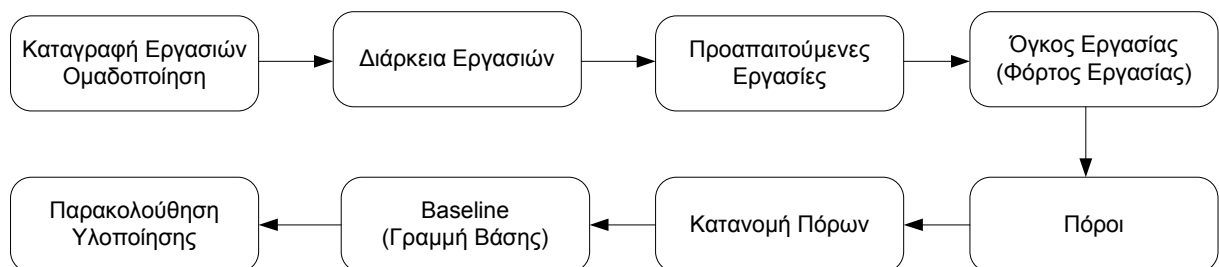 Καταγραφή Εργασιών
Ομαδοποίηση
Διάρκεια Εργασιών
Προαπαιτούμενες
Εργασίες
Όγκος Εργασίας
(Φόρτος Εργασίας)
Πόροι
Κατανομή Πόρων
Baseline
(Γραμμή Βάσης)
Παρακολούθηση
Υλοποίησης